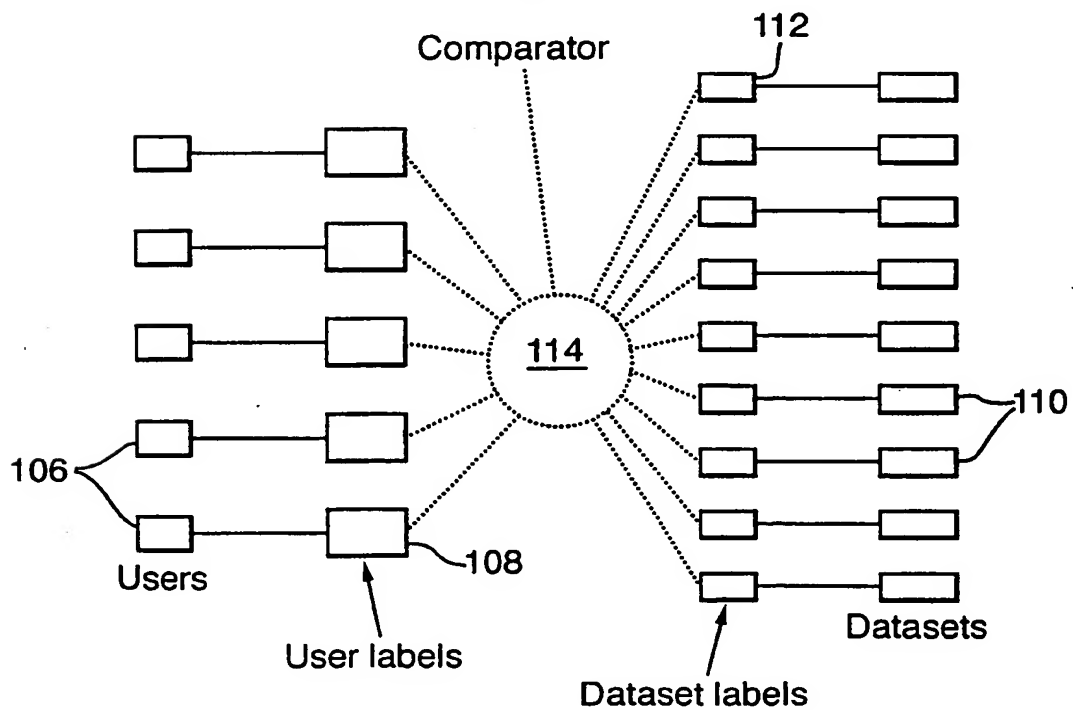 112
Comparator
114
110
106
108
Users
User labels
Datasets
Dataset labels